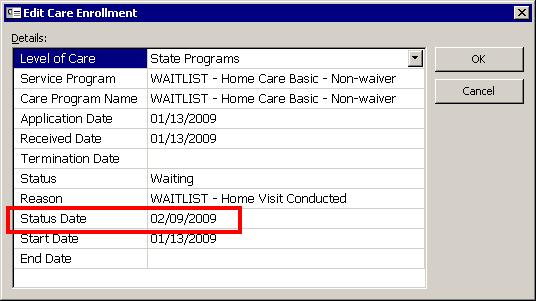 Edit Care Enrollment
Details:
Level of Care State Programs
OK
Service Program WAITLIST - Home Care Basic - Non-waiver
Cancel
Care Program Name WAITLIST - Home Care Basic - Non-waiver
Application Date 01/13/2009
Received Date 01/13/2009
Termination Date
Status Waiting
Reason WAITLIST - Home Visit Conducted
Status Date 02/09/2009
Start Date 01/13/2009
End Date